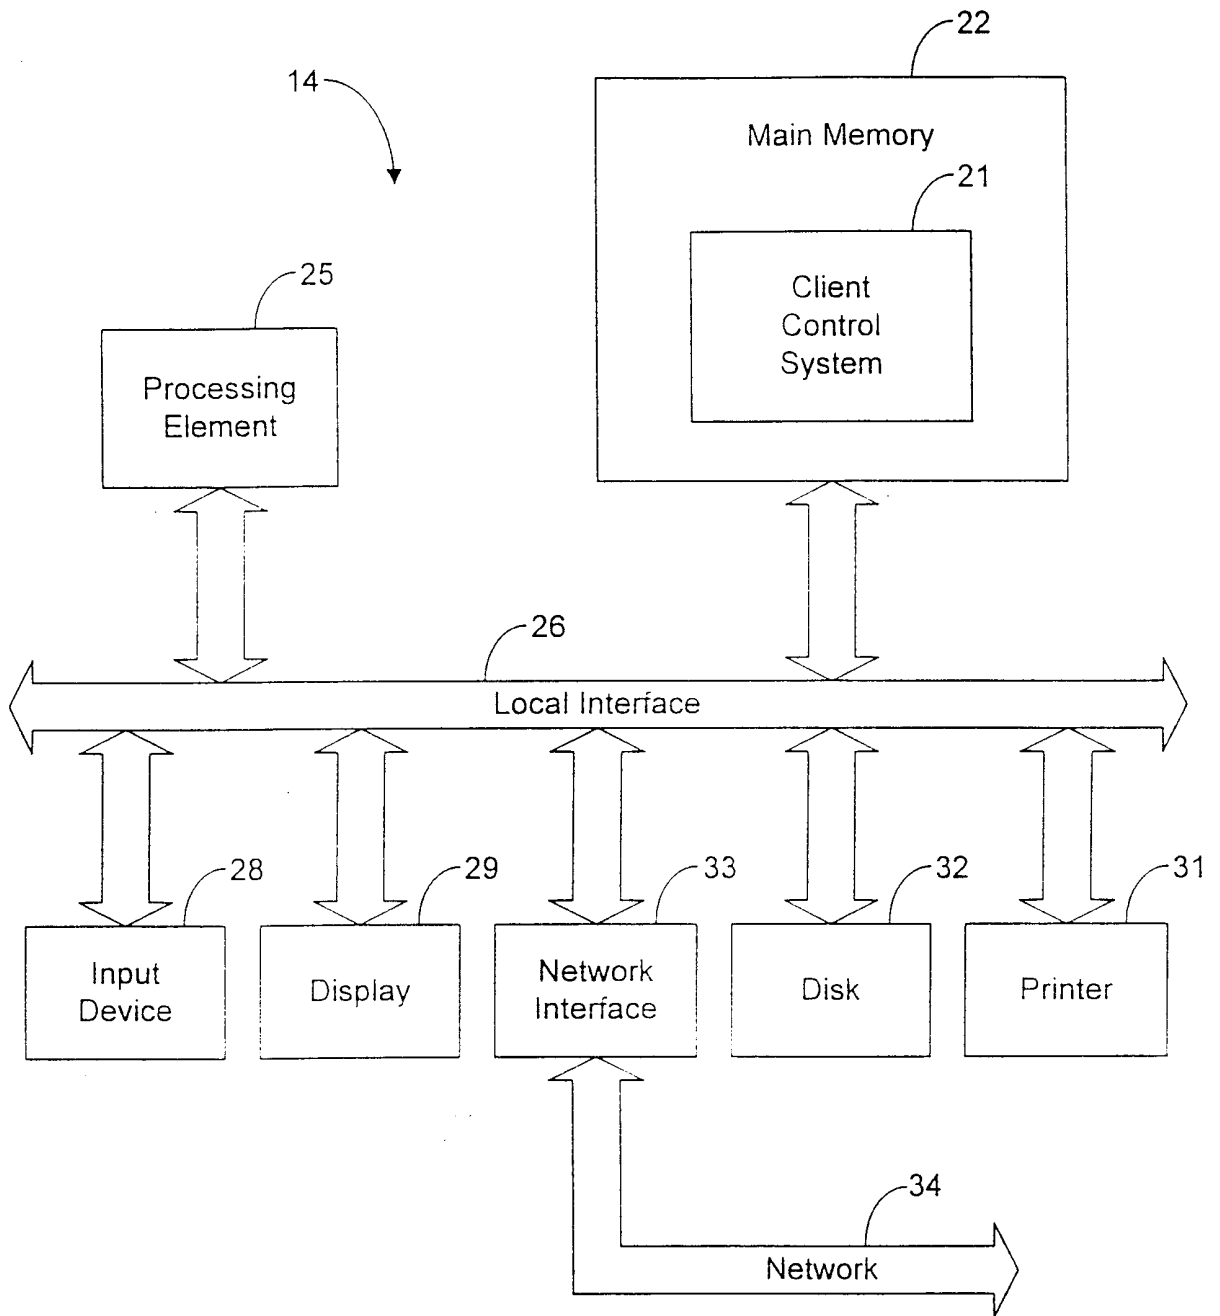 22
14
Main Memory
21
Client
Control
System
25
Processing
Element
26
Local Interface
28
29
33
32
31
Input
Device
Display
Network
Interface
Disk
Printer
34
Network